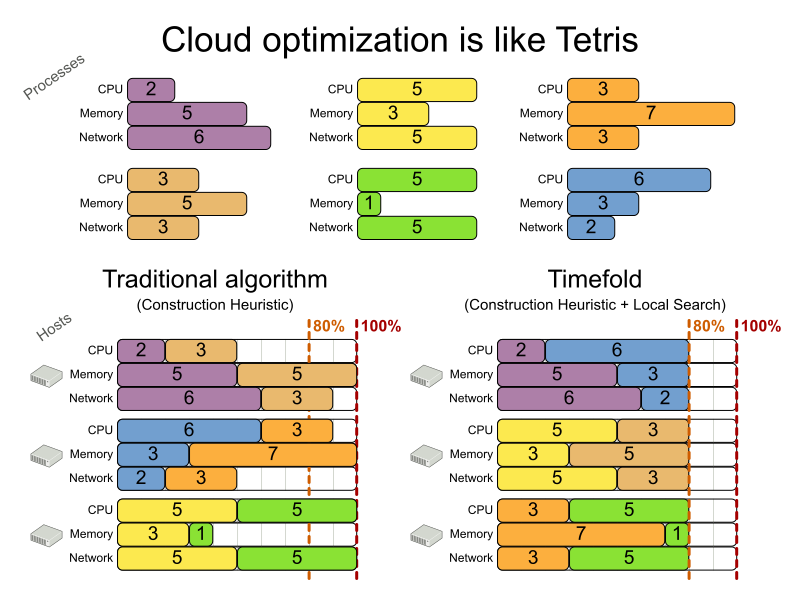 Cloud optimization is like Tetris
Processes
CPU 2
Memory 5
Network 6
CPU 5
Memory 3
Network 5
CPU 3
Memory 7
Network 3
CPU 3
Memory 5
Network 3
CPU 5
Memory 1
Network 5
CPU 6
Memory 3
Network 2
Traditional algorithm
(Construction Heuristic)
Hosts
80% 100%
CPU 2 3
Memory 5 5
Network 6 3
CPU 6 3
Memory 3 7
Network 2 3
CPU 5 5
Memory 3 1
Network 5 5
Timefold
(Construction Heuristic + Local Search)
80% 100%
CPU 2 6
Memory 5 3
Network 6 2
CPU 5 3
Memory 3 5
Network 5 3
CPU 3 5
Memory 7 1
Network 3 5